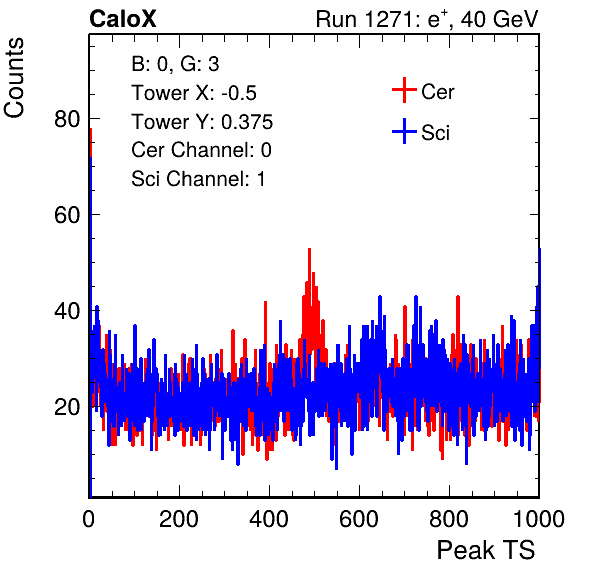 CaloX Run 1271: e⁺, 40 GeV
Counts
B: 0, G: 3
Tower X: -0.5
Tower Y: 0.375
Cer Channel: 0
Sci Channel: 1
Cer
Sci
80
60
40
20
0 200 400 600 800 1000
Peak TS